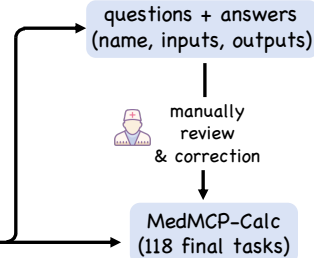 questions + answers
(name, inputs, outputs)
manually
review
& correction
MedMCP-Calc
(118 final tasks)